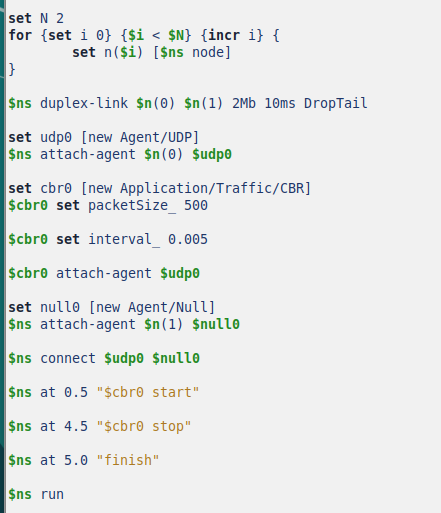 set N 2
for {set i 0} {$i < $N} {incr i} {
        set n($i) [$ns node]
}
$ns duplex-link $n(0) $n(1) 2Mb 10ms DropTail
set udp0 [new Agent/UDP]
$ns attach-agent $n(0) $udp0
set cbr0 [new Application/Traffic/CBR]
$cbr0 set packetSize_ 500
$cbr0 set interval_ 0.005
$cbr0 attach-agent $udp0
set null0 [new Agent/Null]
$ns attach-agent $n(1) $null0
$ns connect $udp0 $null0
$ns at 0.5 "$cbr0 start"
$ns at 4.5 "$cbr0 stop"
$ns at 5.0 "finish"
$ns run